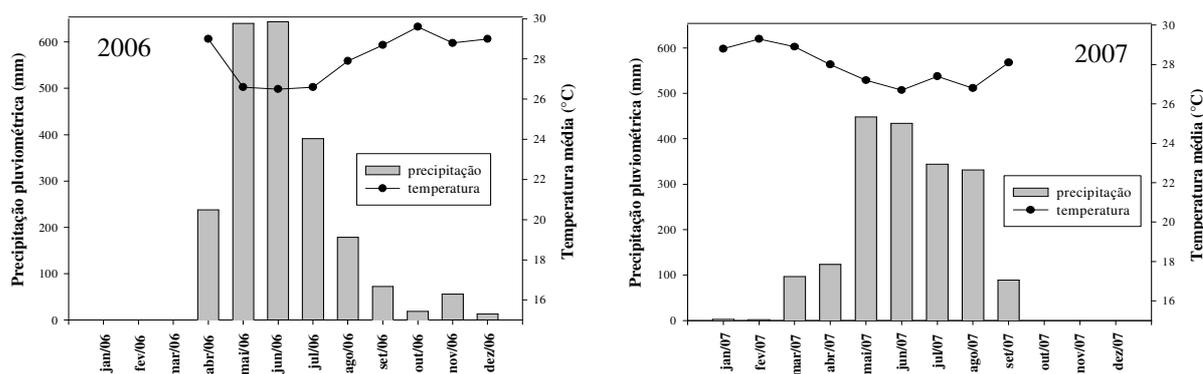 2006
Precipitação pluviométrica (mm)
600
500
400
300
200
100
0
30
28
26
24
22
20
18
16
Temperatura média (°C)
precipitação
temperatura
jan/06
fev/06
mar/06
abr/06
mai/06
jun/06
jul/06
ago/06
set/06
out/06
nov/06
dez/06
2007
Precipitação pluviométrica (mm)
600
500
400
300
200
100
0
30
28
26
24
22
20
18
16
Temperatura média (°C)
precipitação
temperatura
jan/07
fev/07
mar/07
abr/07
mai/07
jun/07
jul/07
ago/07
set/07
out/07
nov/07
dez/07